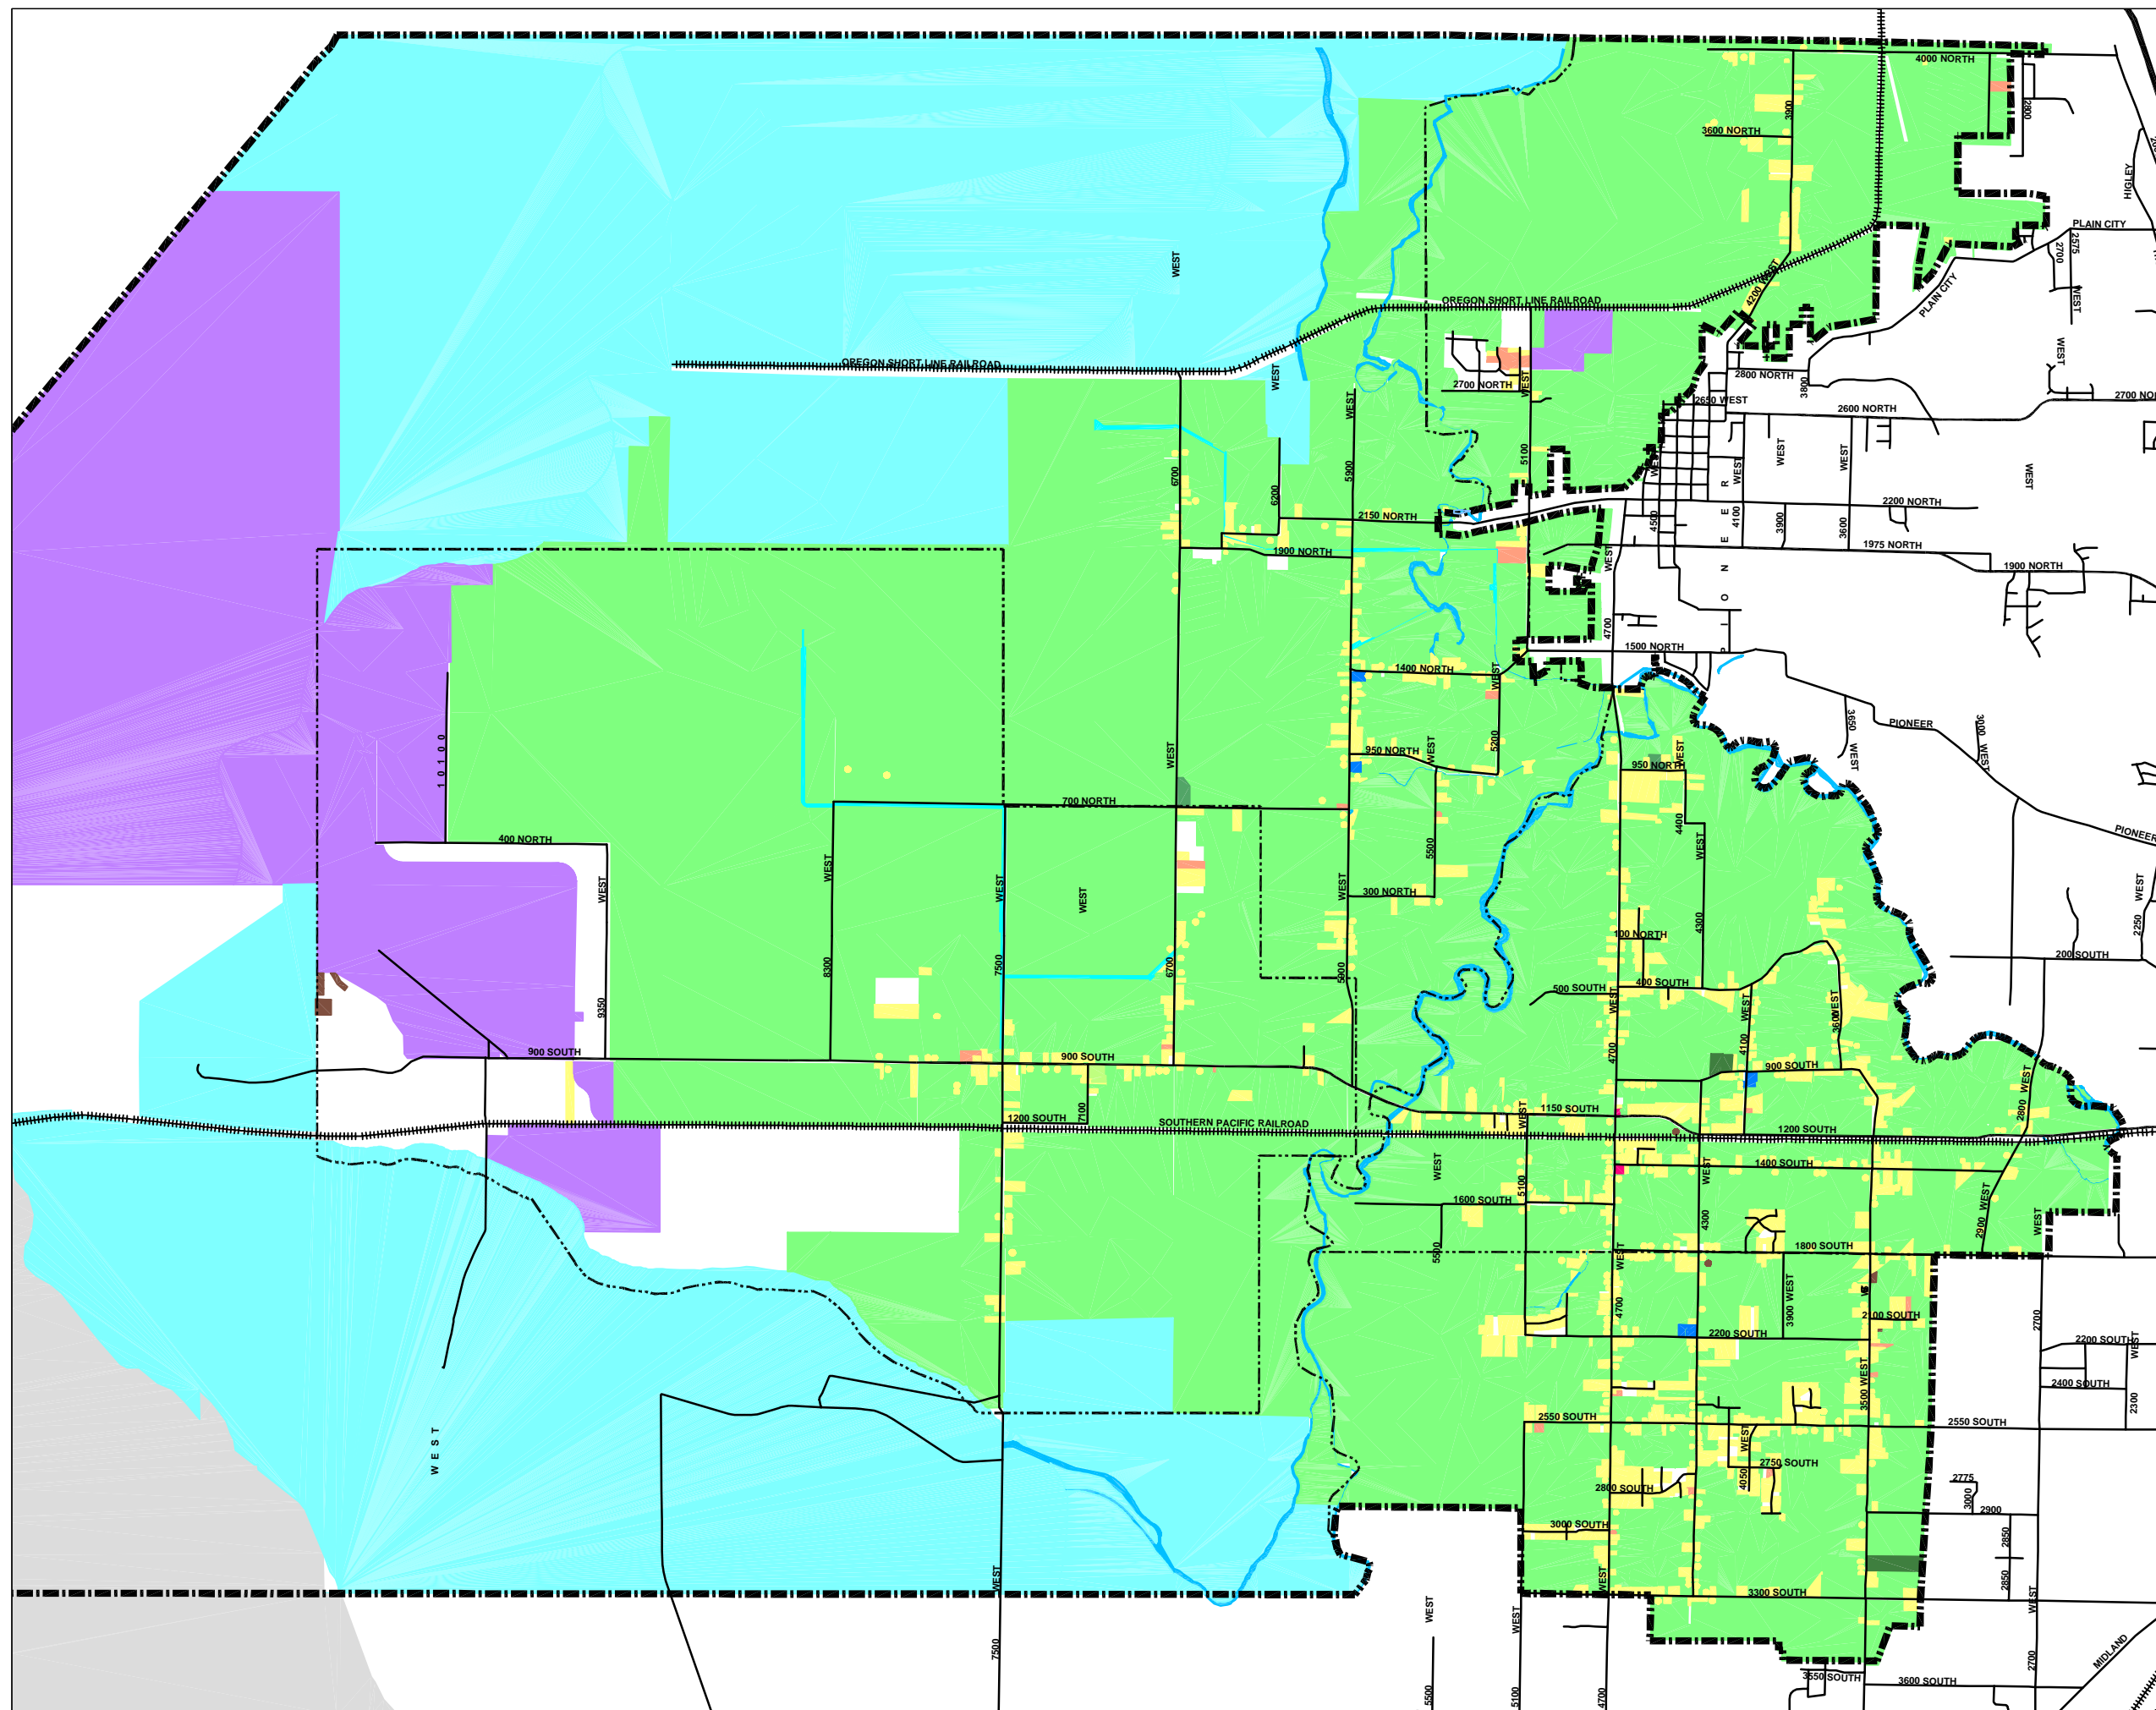 4000 NORTH
2800
3900
3600 NORTH
HIGLEY
PLAIN CITY
2575
2700
WEST
WEST
4200 WEST
PLAIN CITY
OREGON SHORT LINE RAILROAD
WEST
OREGON SHORT LINE RAILROAD
WEST
WEST
2700 NORTH
WEST
2800 NORTH
3800
2650 WEST
2600 NORTH
WEST
6700
6200
5900
5100
WEST
WEST
WEST
WEST
WEST
2150 NORTH
2200 NORTH
4500
4100
3900
3600
1900 NORTH
1975 NORTH
WEST
1900 NORTH
PIONEER
4700
1500 NORTH
1400 NORTH
WEST
10100
WEST
950 NORTH
WEST
5200
WEST
950 NORTH
3650 WEST
PIONEER
3000 WEST
700 NORTH
4400
PIONEER
400 NORTH
WEST
WEST
WEST
WEST
WEST
5500
WEST
300 NORTH
4300
WEST
2250
100 NORTH
200 SOUTH
9350
8300
7500
6700
5900
500 SOUTH
400 SOUTH
WEST
WEST
3600 WEST
4700
4100
900 SOUTH
900 SOUTH
900 SOUTH
2800 WEST
7100
1200 SOUTH
SOUTHERN PACIFIC RAILROAD
WEST
1150 SOUTH
1200 SOUTH
WEST
5100
1400 SOUTH
WEST
1600 SOUTH
4300
2900 WEST
WEST
5500
WEST
1800 SOUTH
4700
3900 WEST
2100 SOUTH
2200 SOUTH
2700
2200 SOUTH
WEST
3500 WEST
2400 SOUTH
2300
WEST
2550 SOUTH
2550 SOUTH
WEST
4050
2750 SOUTH
2800 SOUTH
2775
3000
2900
3000 SOUTH
2850
WEST
WEST
WEST
WEST
2850
WEST
3300 SOUTH
7500
5500
5100
4700
3550 SOUTH
3600 SOUTH
2700
MIDLAND